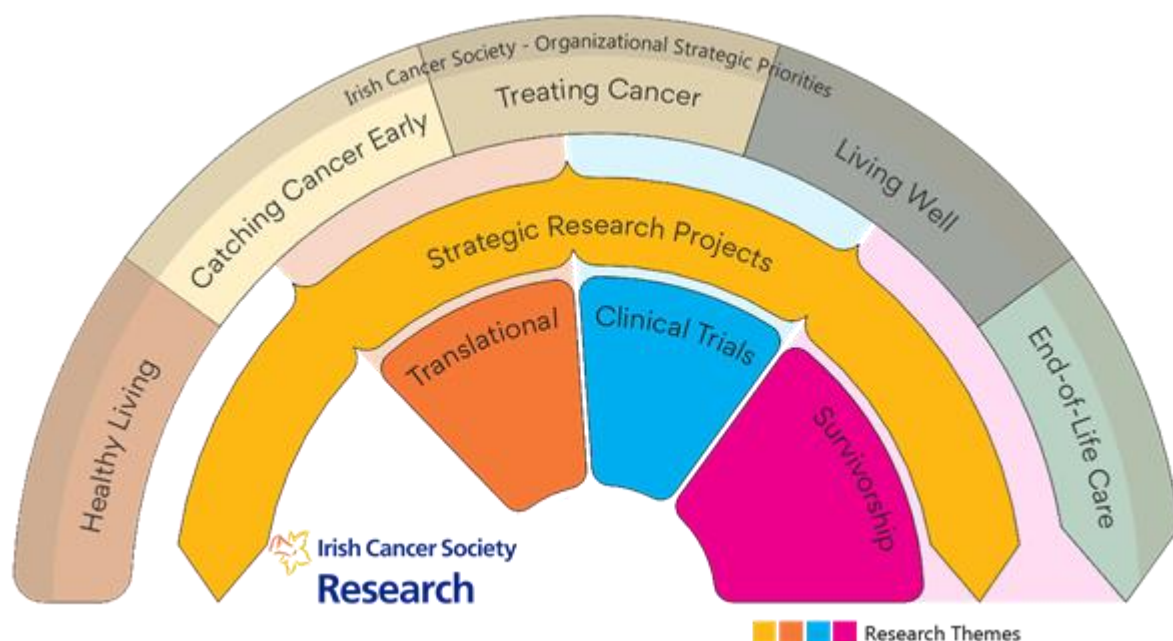 Irish Cancer Society - Organizational Strategic Priorities
Healthy Living
Catching Cancer Early
Treating Cancer
Living Well
End-of-Life Care
Strategic Research Projects
Translational
Clinical Trials
Survivorship
Irish Cancer Society
Research
Research Themes